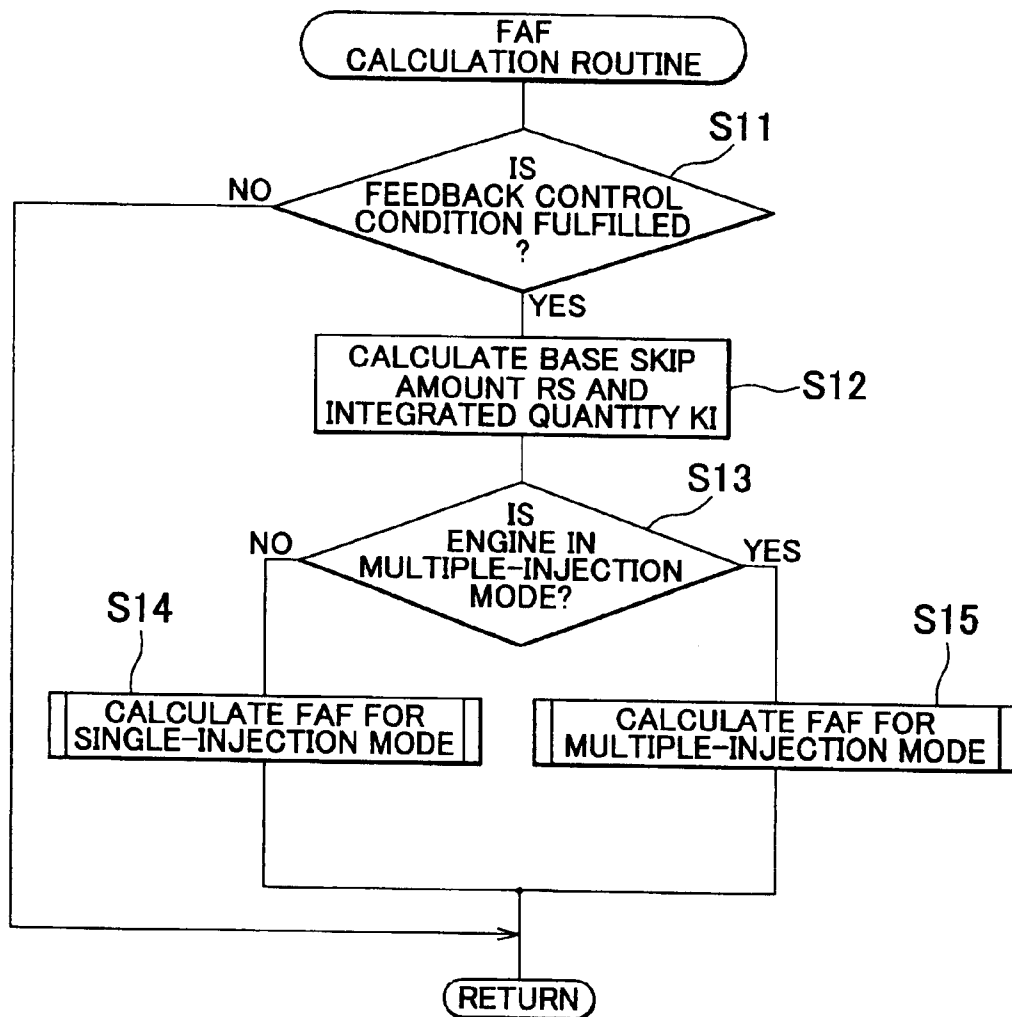 FAF
CALCULATION ROUTINE
S11
IS
FEEDBACK CONTROL
CONDITION FULFILLED
?
NO
YES
CALCULATE BASE SKIP
AMOUNT RS AND
INTEGRATED QUANTITY KI
S12
S13
IS
ENGINE IN
MULTIPLE-INJECTION
MODE?
NO
YES
S14
S15
CALCULATE FAF FOR
SINGLE-INJECTION MODE
CALCULATE FAF FOR
MULTIPLE-INJECTION MODE
RETURN